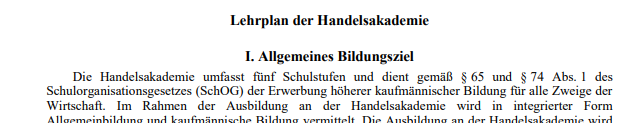 Lehrplan der Handelsakademie
I. Allgemeines Bildungsziel
Die Handelsakademie umfasst fünf Schulstufen und dient gemäß § 65 und § 74 Abs. 1 des
Schulorganisationsgesetzes (SchOG) der Erwerbung höherer kaufmännischer Bildung für alle Zweige der
Wirtschaft. Im Rahmen der Ausbildung an der Handelsakademie wird in integrierter Form
Allgemeinbildung und kaufmännische Bildung vermittelt. Die Ausbildung an der Handelsakademie wird